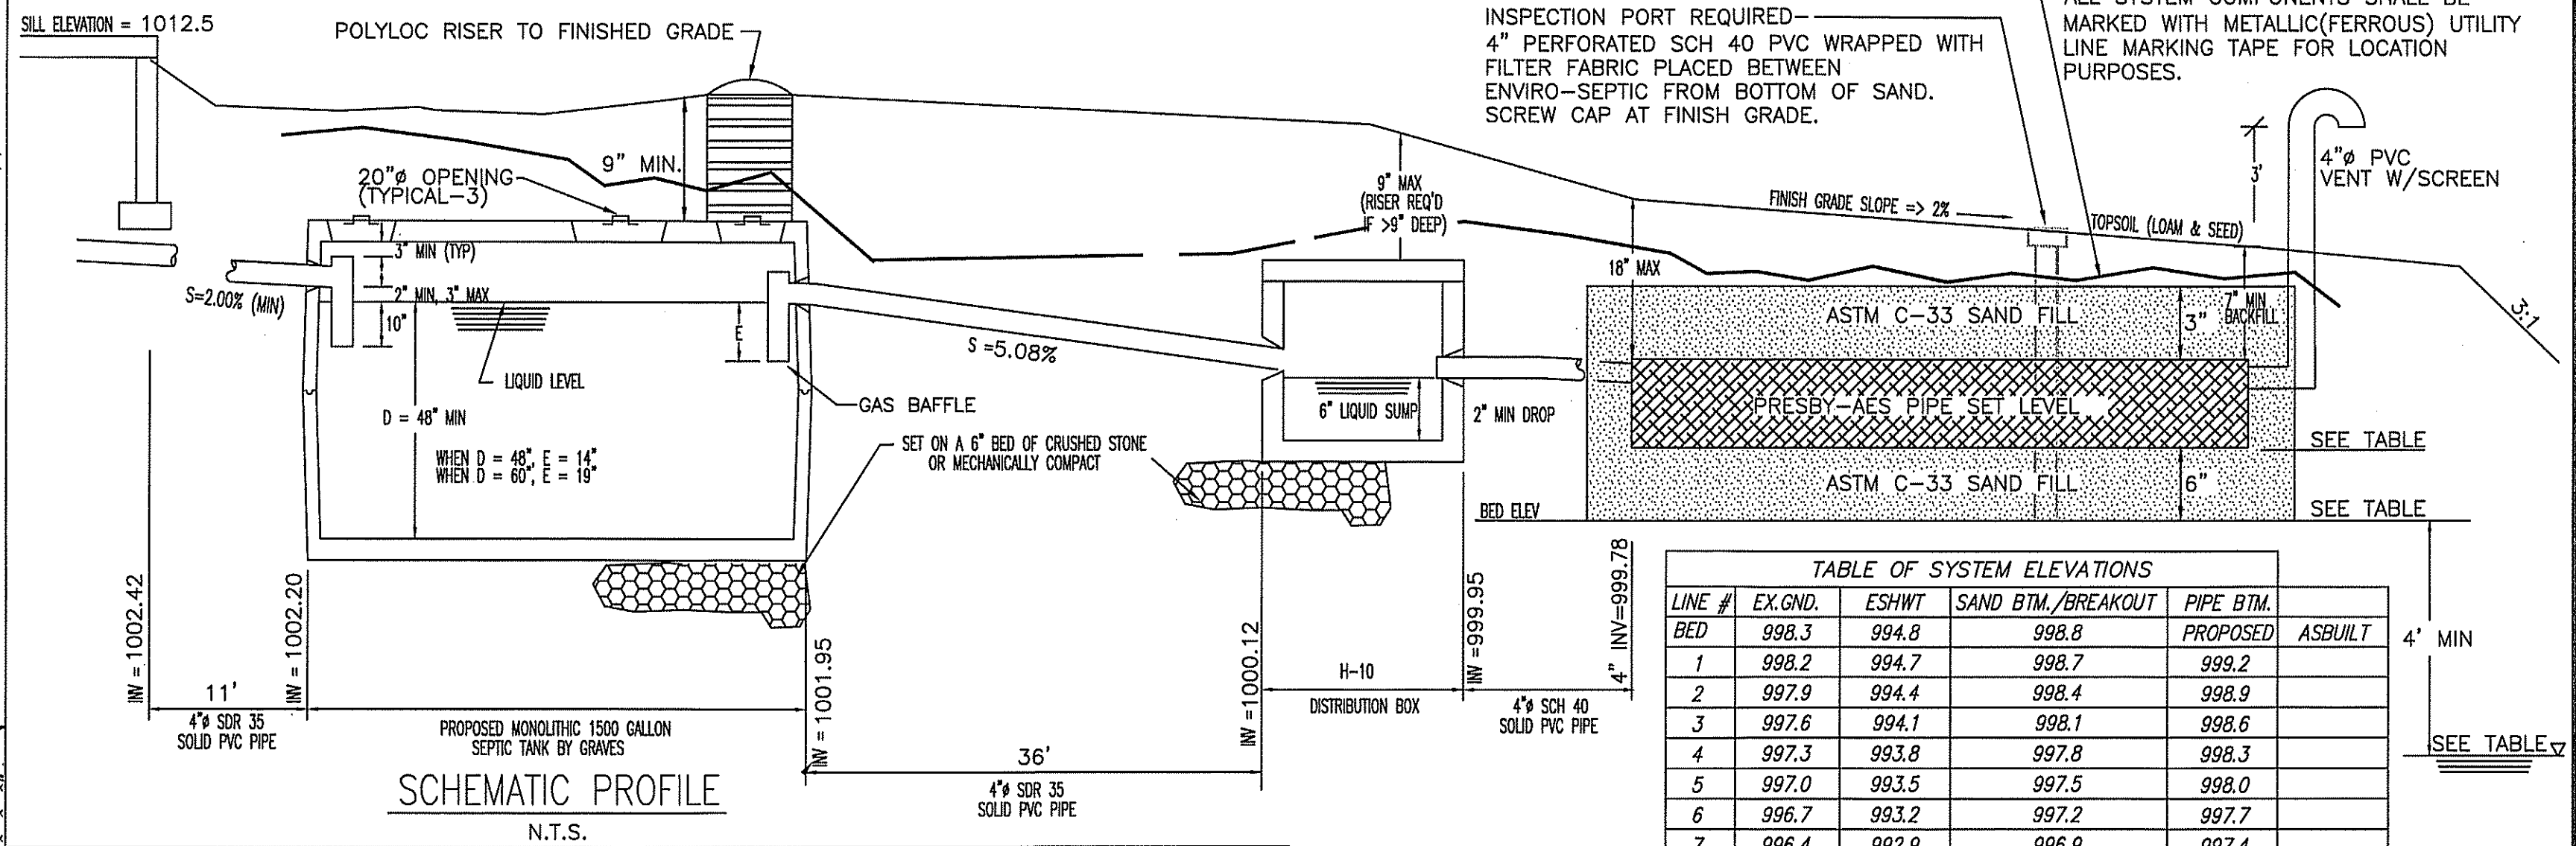 SILL ELEVATION = 1012.5
POLYLOC RISER TO FINISHED GRADE
INSPECTION PORT REQUIRED
4" PERFORATED SCH 40 PVC WRAPPED WITH
FILTER FABRIC PLACED BETWEEN
ENVIRO-SEPTIC FROM BOTTOM OF SAND.
SCREW CAP AT FINISH GRADE.
ALL SYSTEM COMPONENTS SHALL BE
MARKED WITH METALLIC(FERROUS) UTILITY
LINE MARKING TAPE FOR LOCATION
PURPOSES.
9" MIN.
20"ø OPENING
(TYPICAL-3)
9" MAX
(RISER REQ'D
IF >9" DEEP)
3'
4"ø PVC
VENT W/SCREEN
FINISH GRADE SLOPE => 2%
TOPSOIL (LOAM & SEED)
3" MIN (TYP)
18" MAX
S=2.00% (MIN)
2" MIN, 3" MAX
10"
E
S =5.08%
ASTM C-33 SAND FILL
3"
7" MIN
BACKFILL
3:1
LIQUID LEVEL
GAS BAFFLE
D = 48" MIN
6" LIQUID SUMP
2" MIN DROP
PRESBY-AES PIPE SET LEVEL
SEE TABLE
WHEN D = 48", E = 14"
WHEN D = 60", E = 19"
SET ON A 6" BED OF CRUSHED STONE
OR MECHANICALLY COMPACT
ASTM C-33 SAND FILL
6"
BED ELEV
SEE TABLE
INV = 1002.42
INV = 1002.20
INV = 1001.95
INV =1000.12
INV =999.95
4" INV=999.78
11'
4"ø SDR 35
SOLID PVC PIPE
PROPOSED MONOLITHIC 1500 GALLON
SEPTIC TANK BY GRAVES
36'
4"ø SDR 35
SOLID PVC PIPE
H-10
DISTRIBUTION BOX
4"ø SCH 40
SOLID PVC PIPE
4' MIN
SEE TABLE
TABLE OF SYSTEM ELEVATIONS
LINE # EX.GND. ESHWT SAND BTM./BREAKOUT PIPE BTM.
BED 998.3 994.8 998.8 PROPOSED ASBUILT
1 998.2 994.7 998.7 999.2
2 997.9 994.4 998.4 998.9
3 997.6 994.1 998.1 998.6
4 997.3 993.8 997.8 998.3
5 997.0 993.5 997.5 998.0
6 996.7 993.2 997.2 997.7
7 996.4 992.9 996.9 997.4
SCHEMATIC PROFILE
N.T.S.